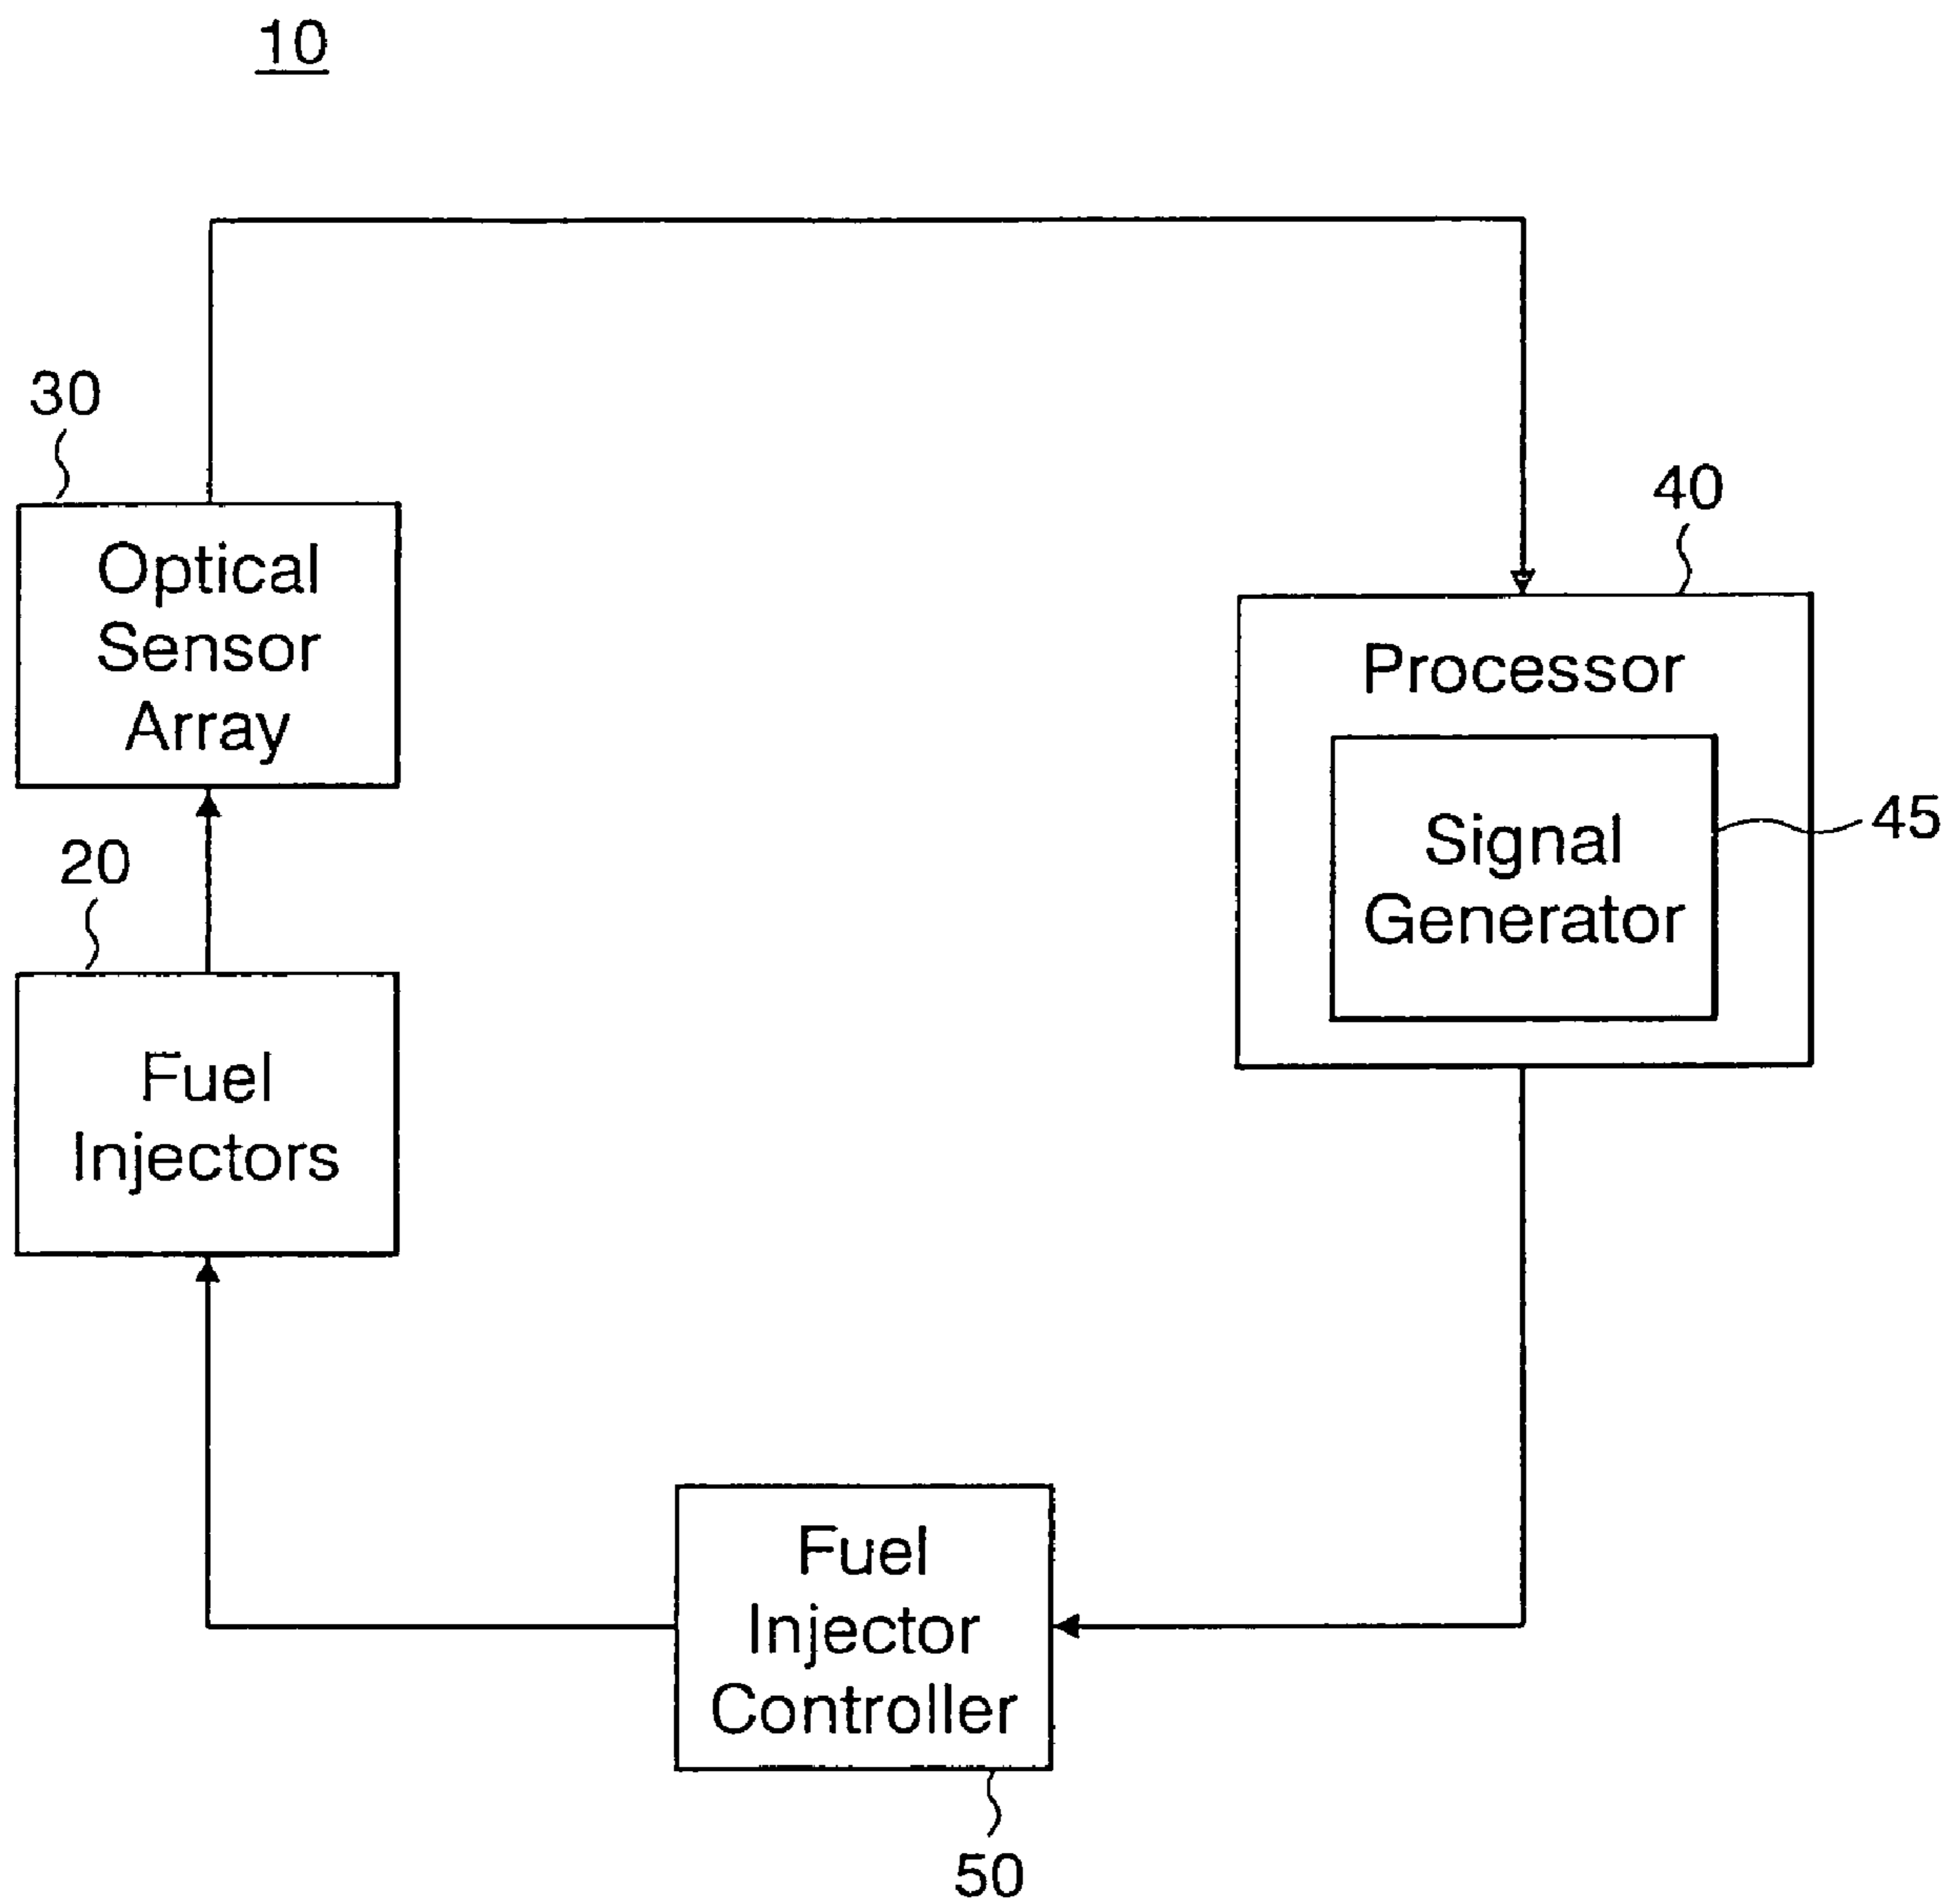 10
30
Optical
Sensor
Array
40
Processor
Signal
Generator
45
20
Fuel
Injectors
Fuel
Injector
Controller
50